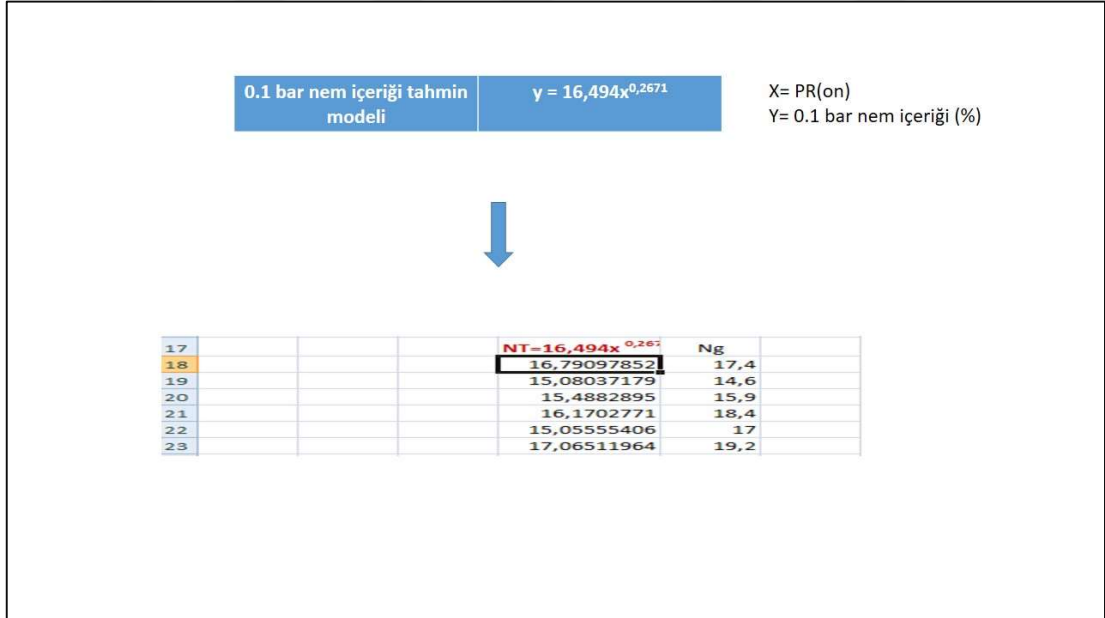 0.1 bar nem içeriği tahmin
modeli
y = 16,494x0,2671
X= PR(on)
Y= 0.1 bar nem içeriği (%)
17 NT=16,494x 0,267 Ng
18 16,79097852 17,4
19 15,08037179 14,6
20 15,4882895 15,9
21 16,1702771 18,4
22 15,05555406 17
23 17,06511964 19,2